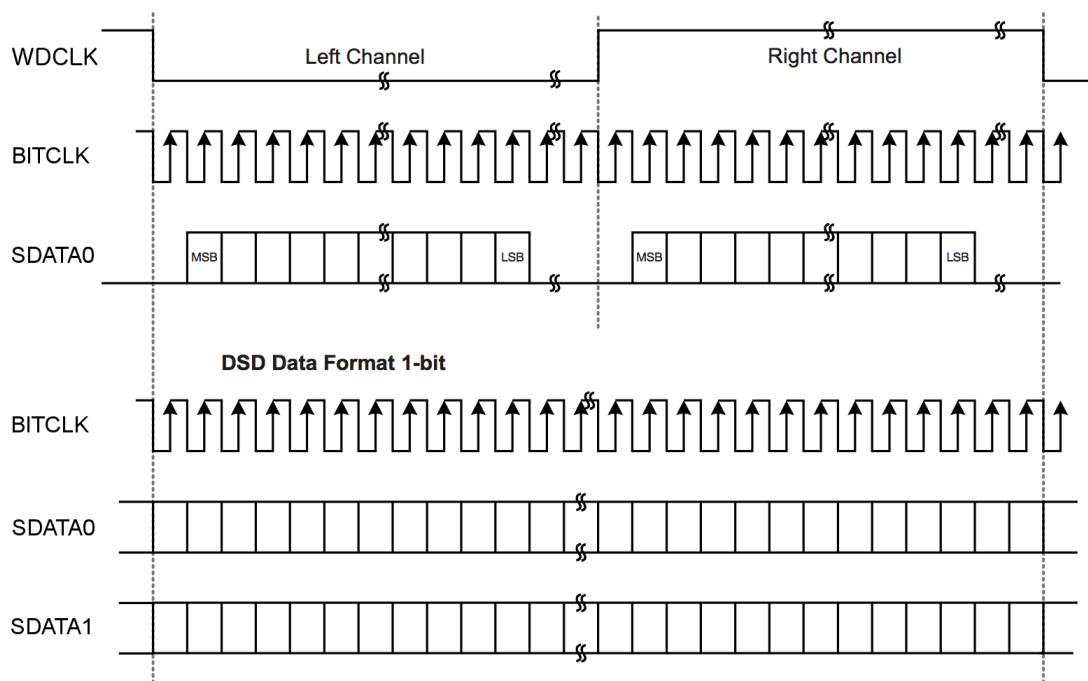 WDCLK
Left Channel
Right Channel
BITCLK
SDATA0
MSB
LSB
MSB
LSB
DSD Data Format 1-bit
BITCLK
SDATA0
SDATA1